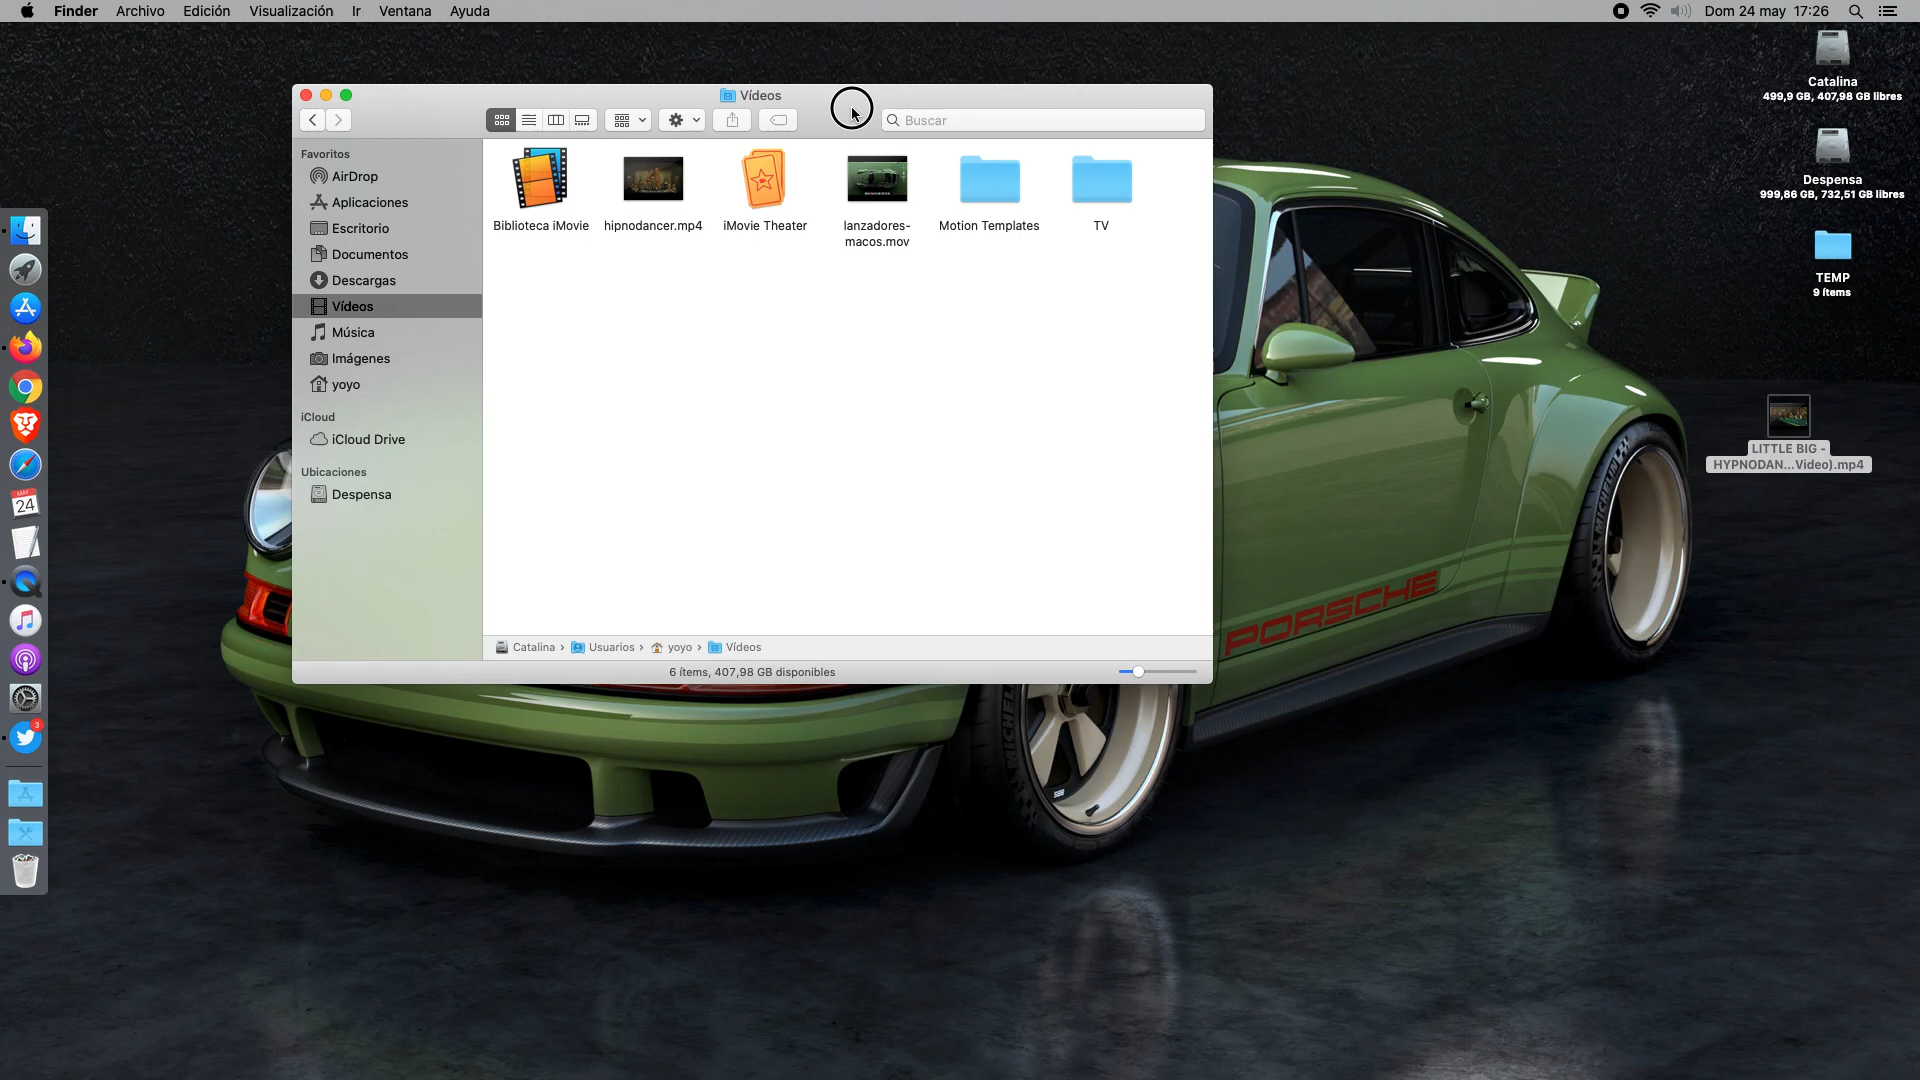 Finder Archivo Edición Visualización Ir Ventana Ayuda Dom 24 may 17:26
Catalina
499,9 GB, 407,98 GB libres
Despensa
999,86 GB, 732,51 GB libres
TEMP
9 ítems
LITTLE BIG -
HYPNODAN...Video).mp4
Vídeos
Buscar
Favoritos
AirDrop
Aplicaciones
Escritorio
Documentos
Descargas
Vídeos
Música
Imágenes
yoyo
iCloud
iCloud Drive
Ubicaciones
Despensa
Biblioteca iMovie
hipnodancer.mp4
iMovie Theater
lanzadores-
macos.mov
Motion Templates
TV
Catalina › Usuarios › yoyo › Vídeos
6 ítems, 407,98 GB disponibles
MAY
24
3
PORSCHE
MICHELIN